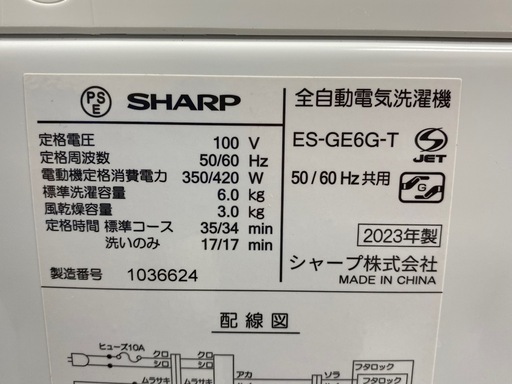 PS
E
SHARP
全自動電気洗濯機
定格電圧 100 V
ES-GE6G-T
JET
定格周波数 50/60 Hz
電動機定格消費電力 350/420 W
50/60 Hz 共用
G
標準洗濯容量 6.0 kg
風乾燥容量 3.0 kg
定格時間 標準コース 35/34 min
2023年製
洗いのみ 17/17 min
シャープ株式会社
製造番号 1036624
MADE IN CHINA
配線図
ヒューズ10A
クロ
シロ
クロ
シロ
アカ
ソラ
フタロック
フタロック
ムラサキ
ムラサキ